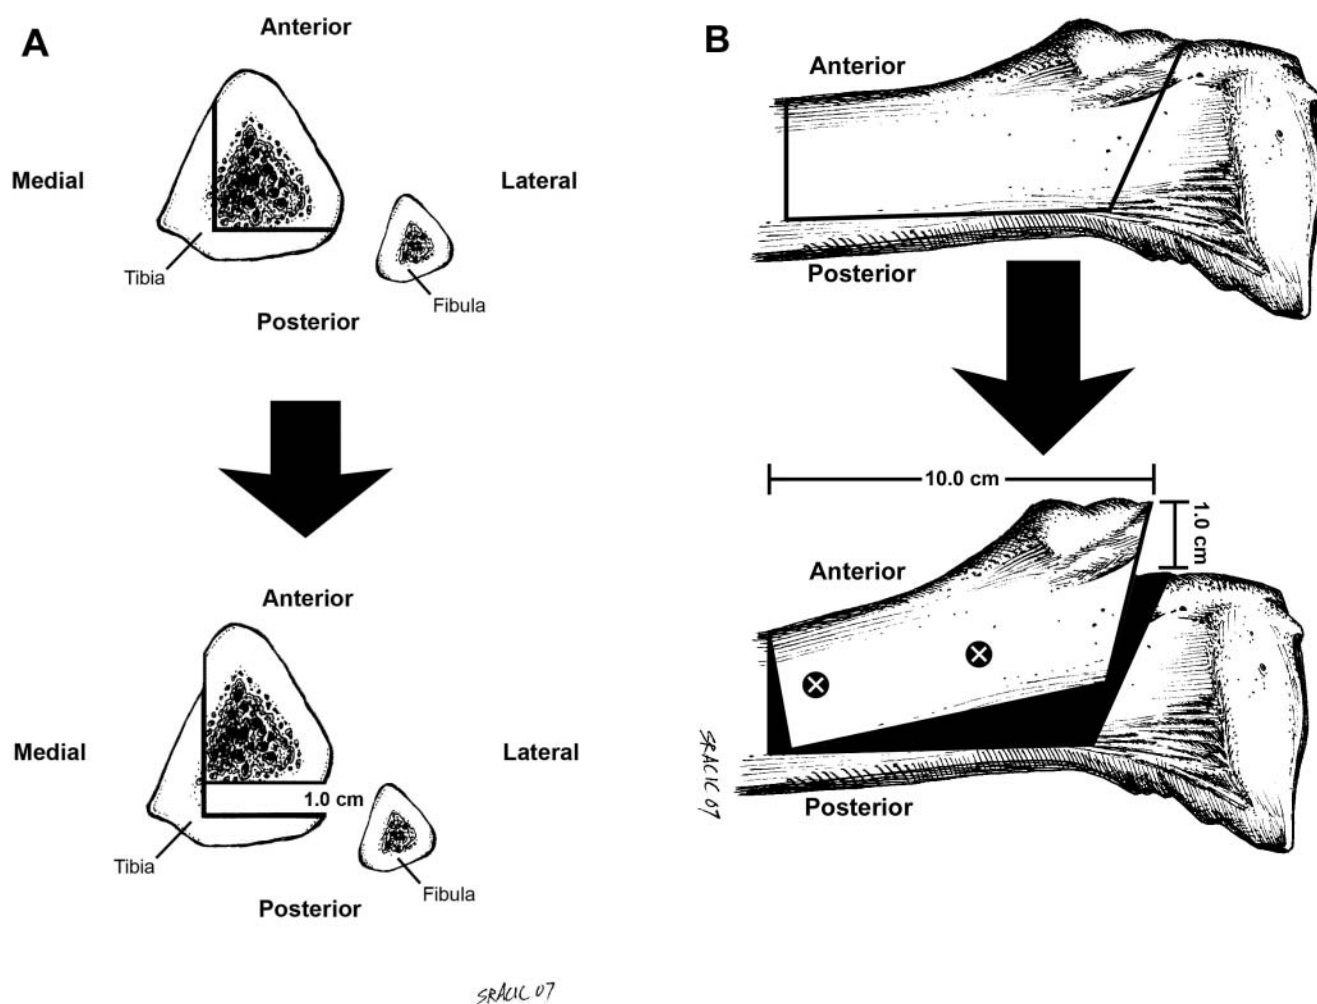 A
Anterior
Medial
Lateral
Tibia
Fibula
Posterior
Anterior
Medial
Lateral
1.0 cm
Tibia
Fibula
Posterior
SRACIC 07
B
Anterior
Posterior
10.0 cm
1.0 cm
Anterior
Posterior
SRACIC 07